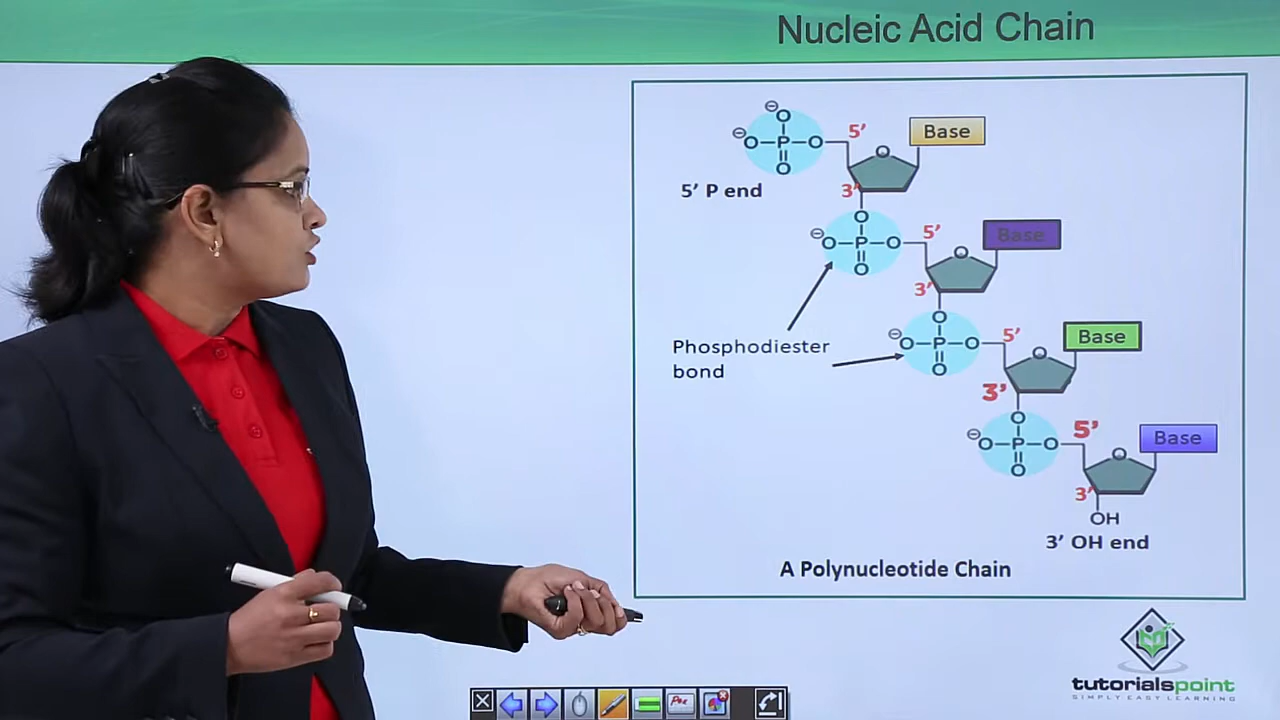 Nucleic Acid Chain
⊖
O
⊖ O–P–O
O
5’
Base
3’
5’ P end
O
⊖ O–P–O
O
5’
Base
3’
Phosphodiester
bond
O
⊖ O–P–O
O
5’
Base
3’
O
⊖ O–P–O
O
5’
Base
3’
OH
3’ OH end
A Polynucleotide Chain
tutorialspoint
SIMPLY EASY LEARNING